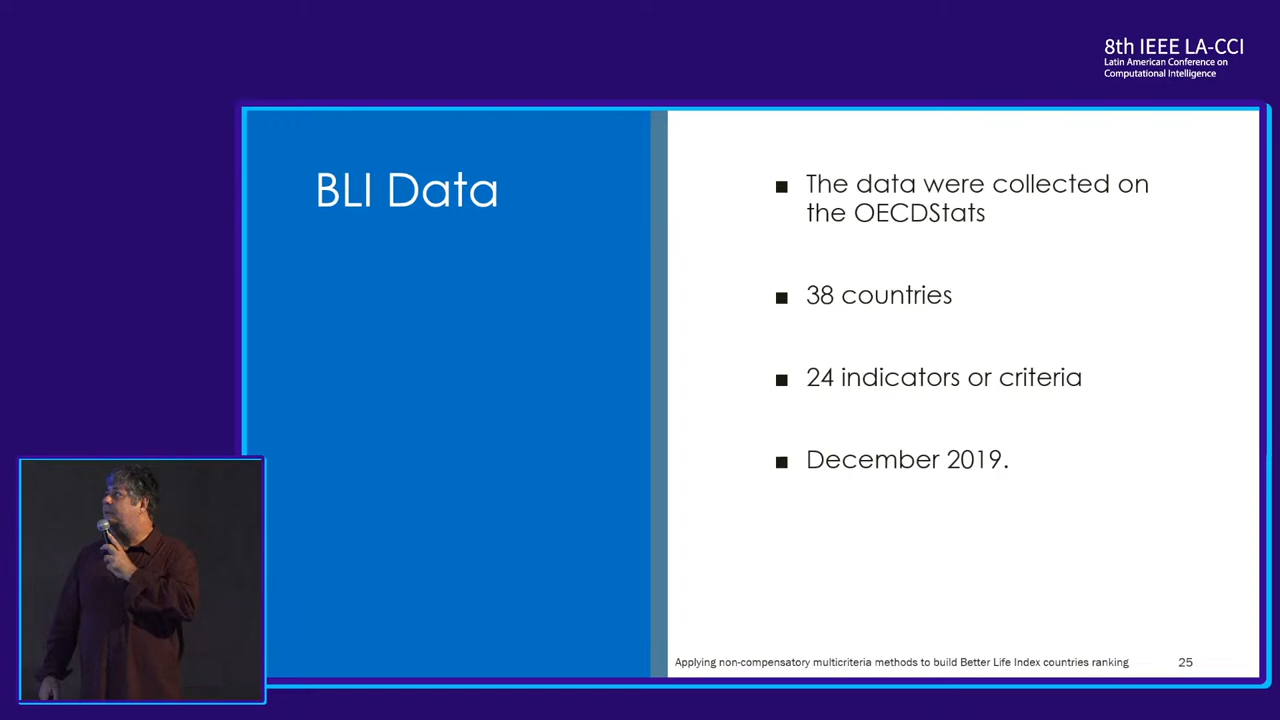 8th IEEE LA-CCI
Latin American Conference on
Computational Intelligence
BLI Data
■ The data were collected on
the OECDStats
■ 38 countries
■ 24 indicators or criteria
■ December 2019.
Applying non-compensatory multicriteria methods to build Better Life Index countries ranking 25